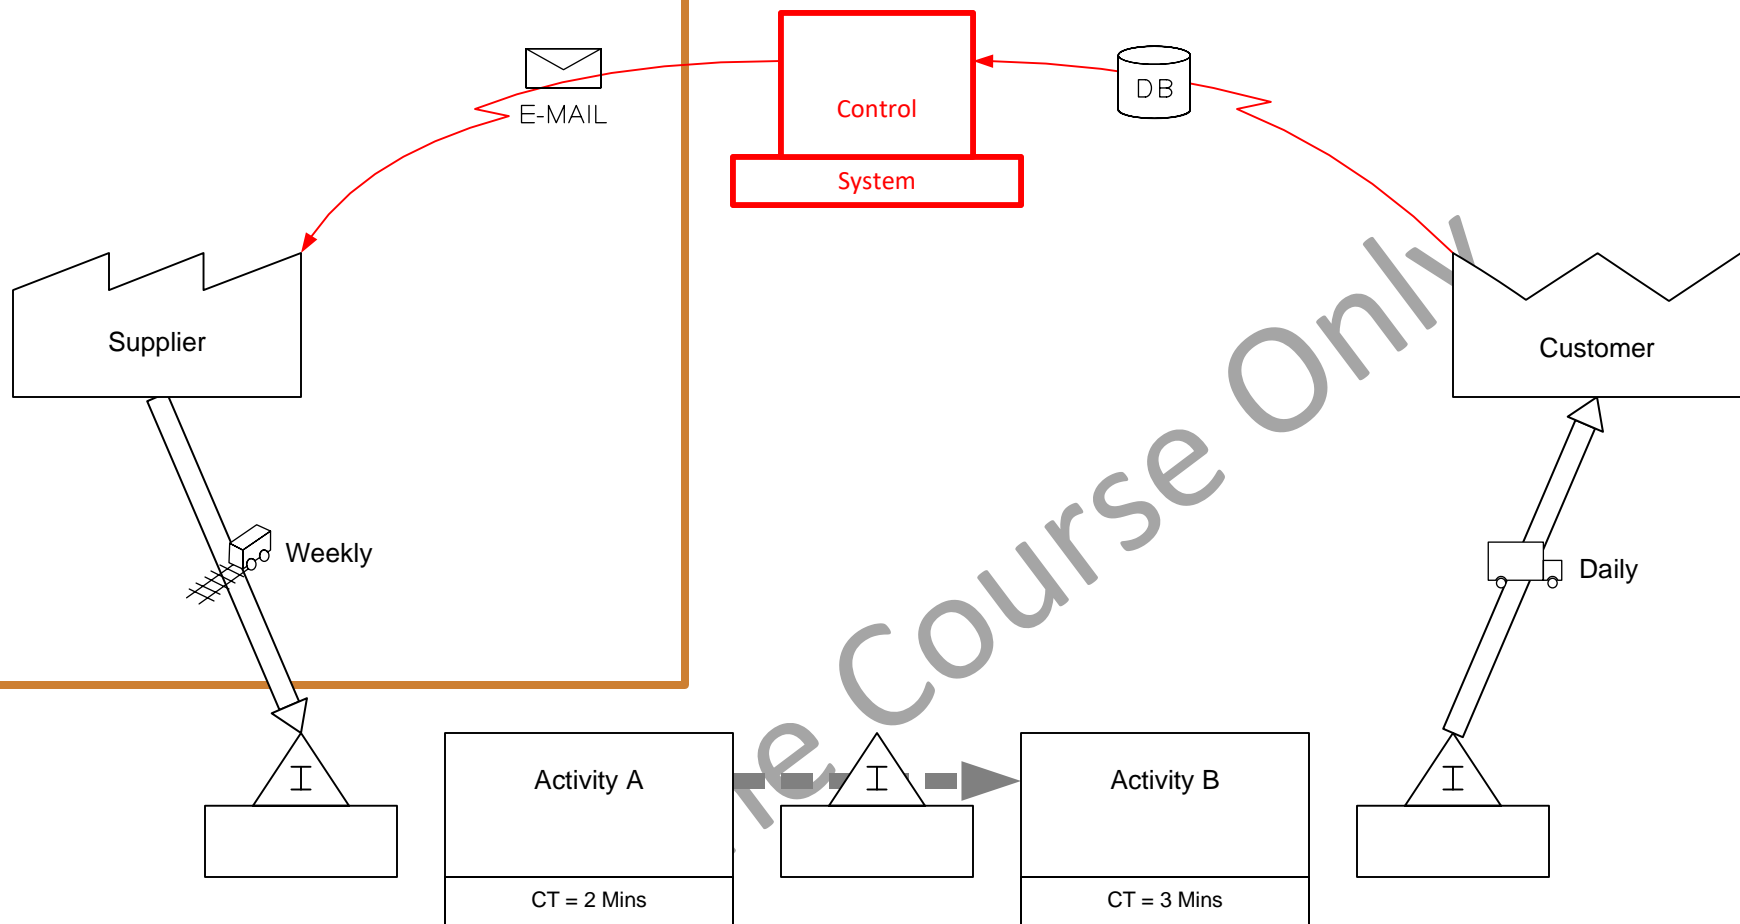 E-MAIL
DB
Control
System
Supplier
Customer
Weekly
Daily
I
Activity A
I
Activity B
I
CT = 2 Mins
CT = 3 Mins
Course Only